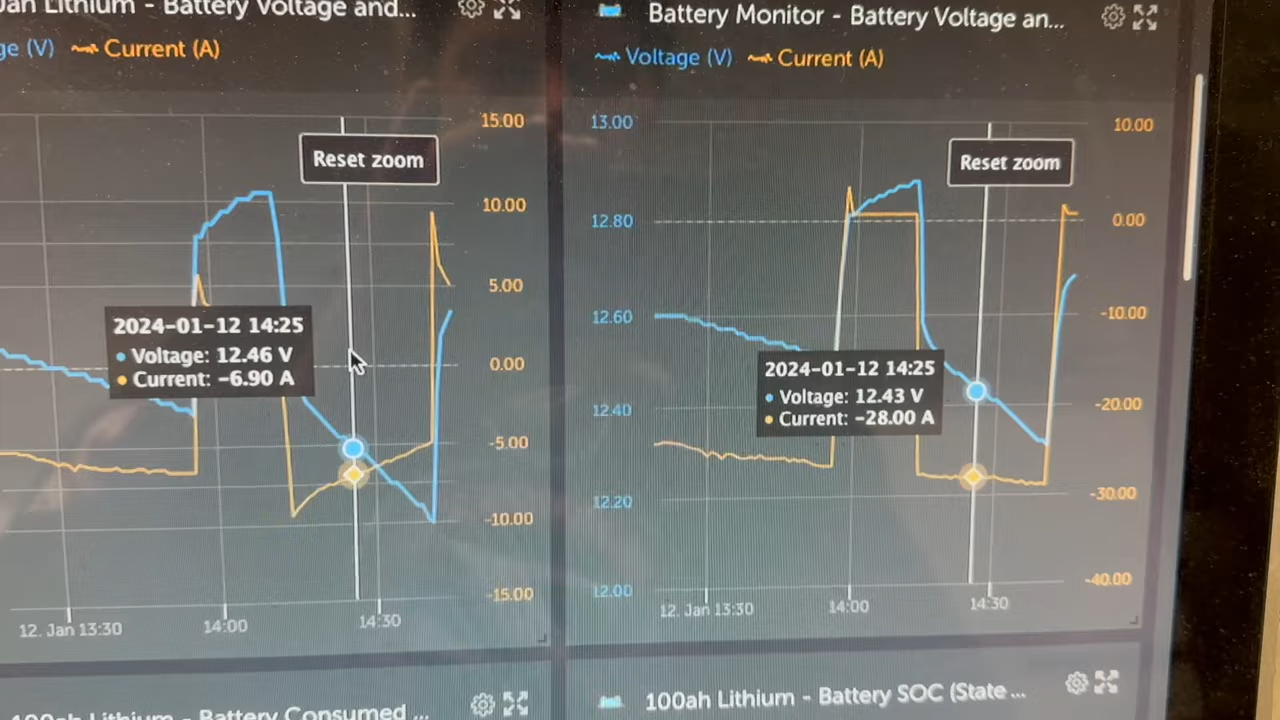 Lithium - Battery Voltage and...
(V) Current (A)
15.00
10.00
5.00
0.00
-5.00
-10.00
-15.00
Reset zoom
2024-01-12 14:25
Voltage: 12.46 V
Current: -6.90 A
12. Jan 13:30 14:00 14:30
Battery Consumed ...
Battery Monitor - Battery Voltage an...
Voltage (V) Current (A)
13.00
12.80
12.60
12.40
12.20
12.00
10.00
0.00
-10.00
-20.00
-30.00
-40.00
Reset zoom
2024-01-12 14:25
Voltage: 12.43 V
Current: -28.00 A
12. Jan 13:30 14:00 14:30
100ah Lithium - Battery SOC (State ...